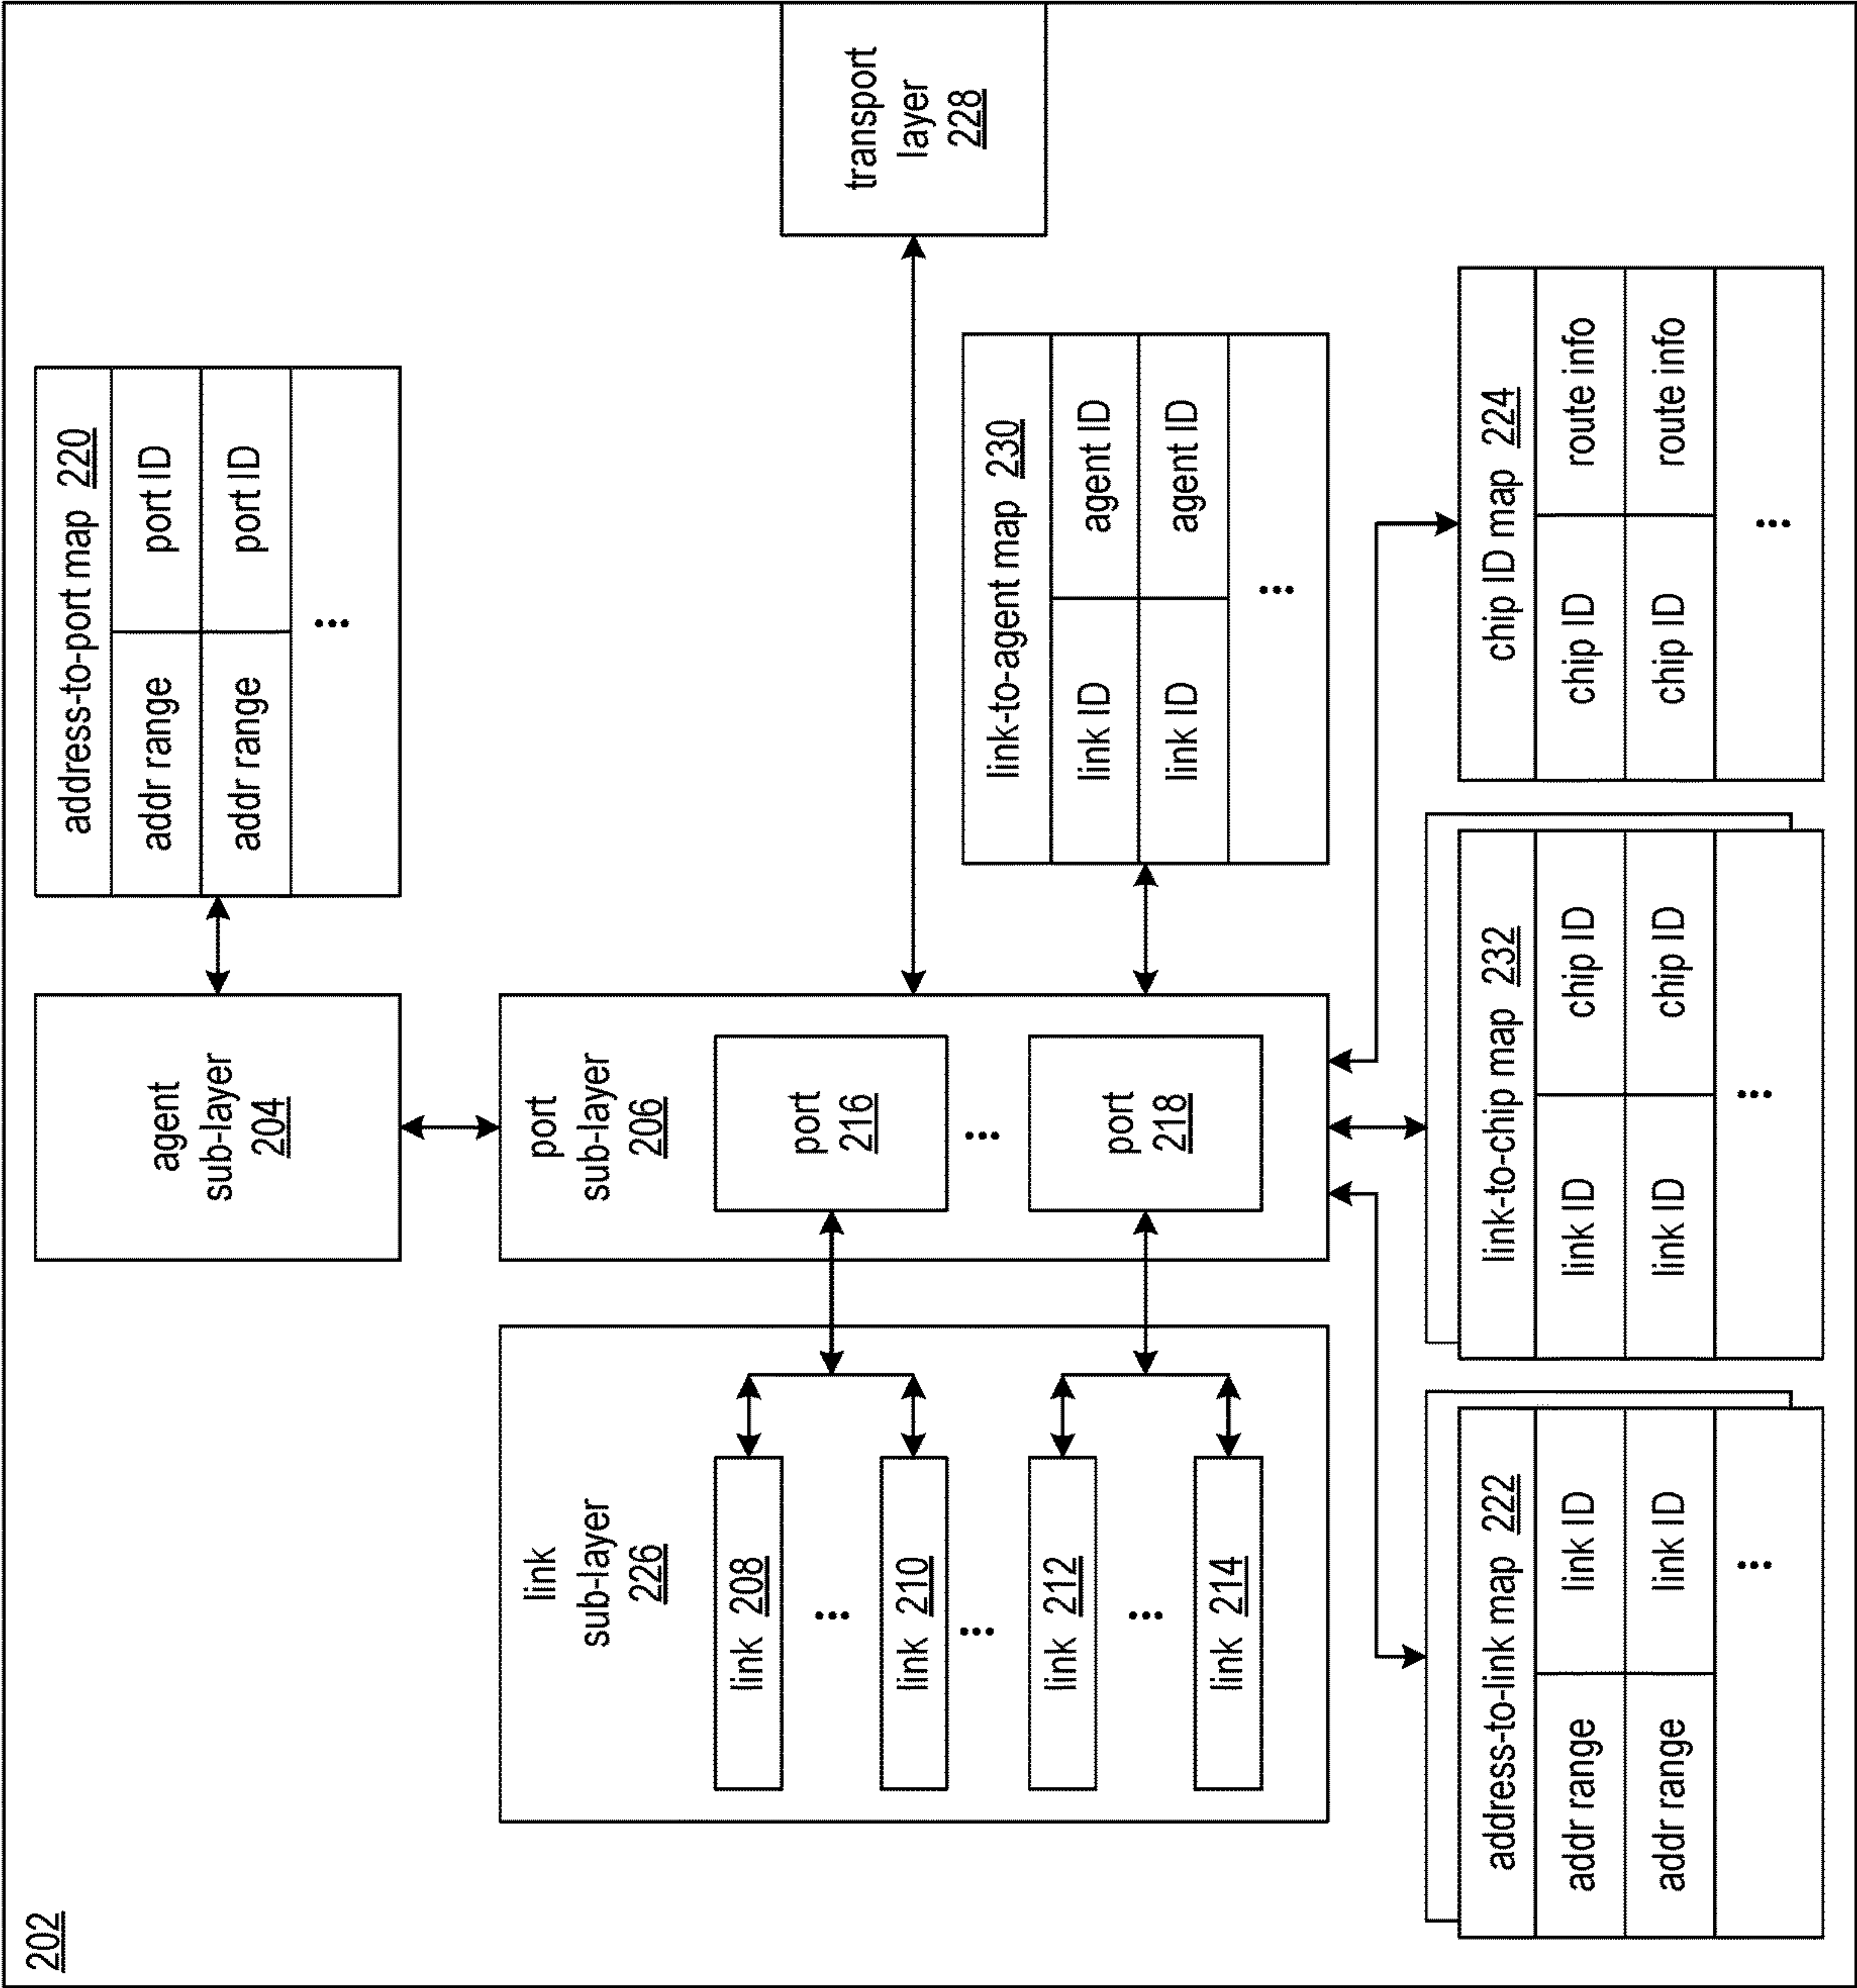 202
agent
sub-layer
204
address-to-port map 220
addr range port ID
addr range port ID
...
link
sub-layer
226
link 208
...
link 210
...
link 212
...
link 214
port
sub-layer
206
port
216
...
port
218
transport
layer
228
link-to-agent map 230
link ID agent ID
link ID agent ID
...
address-to-link map 222
addr range link ID
addr range link ID
...
link-to-chip map 232
link ID chip ID
link ID chip ID
...
chip ID map 224
chip ID route info
chip ID route info
...